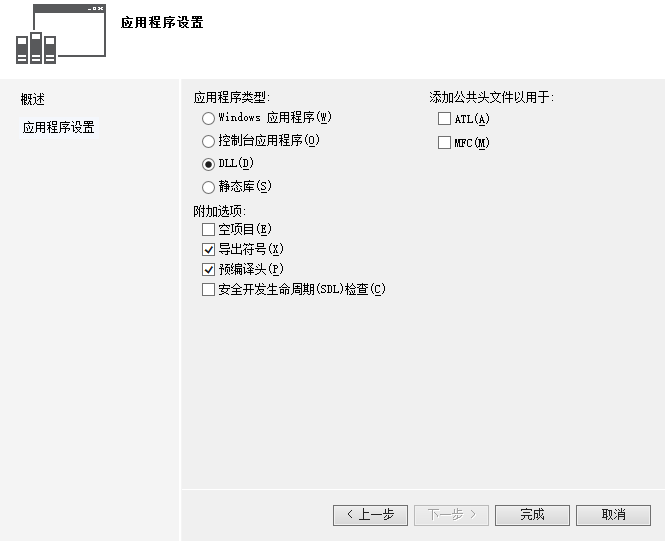 应用程序设置
概述
应用程序设置
应用程序类型:
Windows 应用程序(W)
控制台应用程序(O)
DLL(D)
静态库(S)
附加选项:
空项目(E)
导出符号(X)
预编译头(P)
安全开发生命周期(SDL)检查(C)
添加公共头文件以用于:
ATL(A)
MFC(M)
< 上一步
下一步 >
完成
取消